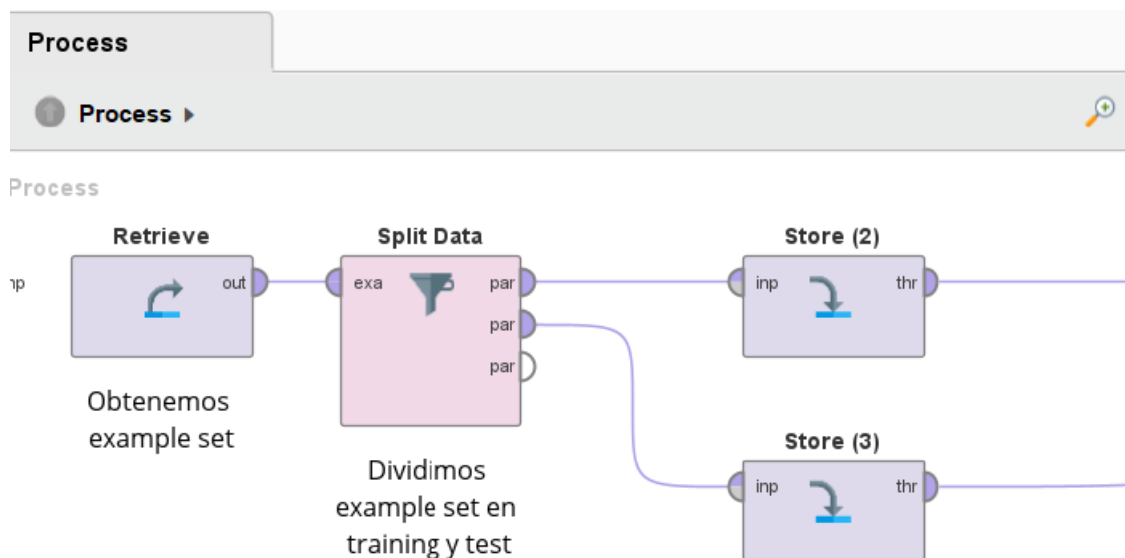 Process
Process
Process
Retrieve
Split Data
Store (2)
out
exa
par
inp
thr
par
par
Obtenemos
example set
Store (3)
inp
thr
Dividimos
example set en
training y test